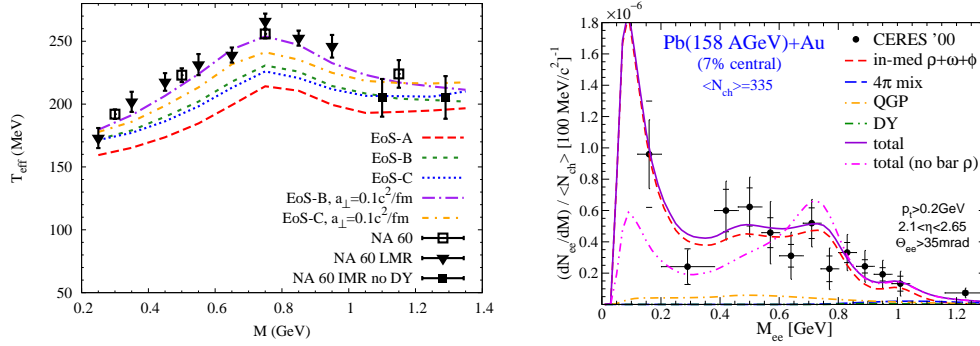 300
250
200
150
100
50
0.2
0.4
0.6
0.8
1
1.2
1.4
T_eff (MeV)
M (GeV)
EoS-A
EoS-B
EoS-C
EoS-B, a⊥=0.1c²/fm
EoS-C, a⊥=0.1c²/fm
NA 60
NA 60 LMR
NA 60 IMR no DY
×10⁻⁶
1.8
1.6
1.4
1.2
1.0
0.8
0.6
0.4
0.2
0
0.2
0.4
0.6
0.8
1
1.2
(dN_ee/dM) / <N_ch> [100 MeV/c²]⁻¹
M_ee [GeV]
Pb(158 AGeV)+Au
(7% central)
<N_ch>=335
CERES '00
in-med ρ+ω+ϕ
4π mix
QGP
DY
total
total (no bar ρ)
p_t>0.2GeV
2.1<η<2.65
Θ_ee>35mrad